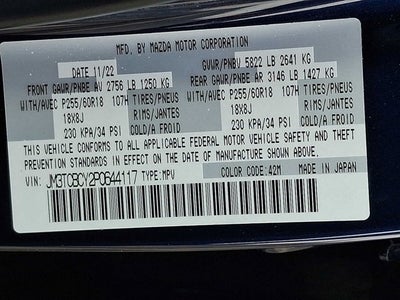 MFD. BY MAZDA MOTOR CORPORATION
DATE 11/22 GVWR/PNBV 5822 LB 2641 KG
FRONT GAWR/PNBE AV 2756 LB 1250 KG REAR GAWR/PNBE AR 3146 LB 1427 KG
WITH/AVEC P255/60R18 107H TIRES/PNEUS WITH/AVEC P255/60R18 107H TIRES/PNEUS
18X8J RIMS/JANTES 18X8J RIMS/JANTES
230 KPA/34 PSI COLD/A FROID 230 KPA/34 PSI COLD/A FROID
THIS VEHICLE CONFORMS TO ALL APPLICABLE FEDERAL MOTOR VEHICLE SAFETY AND THEFT
PREVENTION STANDARDS IN EFFECT ON THE DATE OF MANUFACTURE SHOWN ABOVE.
VIN: JM3TCBCY2P0644117 TYPE:MPV COLOR CODE:42M MADE IN JAPAN